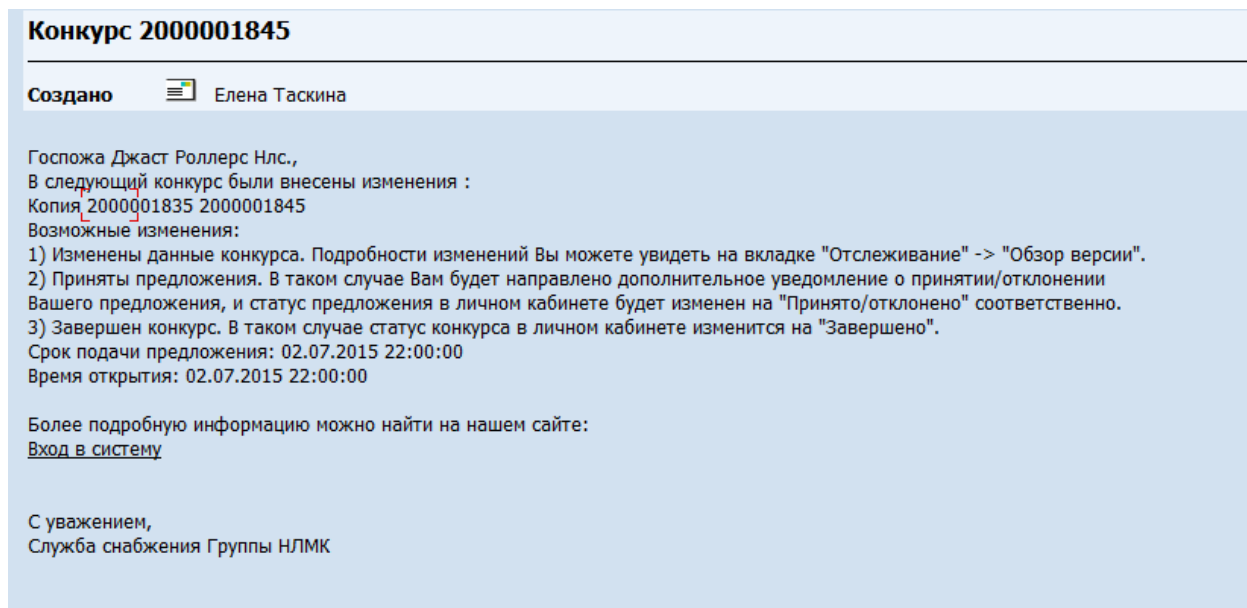 Конкурс 2000001845
Создано Елена Таскина
Госпожа Джаст Роллерс Нлс.,
В следующий конкурс были внесены изменения :
Копия 2000001835 2000001845
Возможные изменения:
1) Изменены данные конкурса. Подробности изменений Вы можете увидеть на вкладке "Отслеживание" -> "Обзор версии".
2) Приняты предложения. В таком случае Вам будет направлено дополнительное уведомление о принятии/отклонении
Вашего предложения, и статус предложения в личном кабинете будет изменен на "Принято/отклонено" соответственно.
3) Завершен конкурс. В таком случае статус конкурса в личном кабинете изменится на "Завершено".
Срок подачи предложения: 02.07.2015 22:00:00
Время открытия: 02.07.2015 22:00:00
Более подробную информацию можно найти на нашем сайте:
Вход в систему
С уважением,
Служба снабжения Группы НЛМК